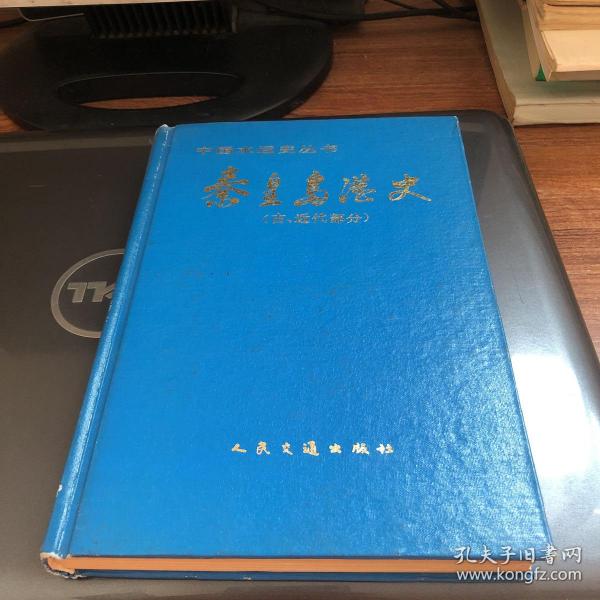 中国水运史丛书
秦皇岛港史
(古、近代部分)
人民交通出版社
孔夫子旧书网
www.kongfz.com